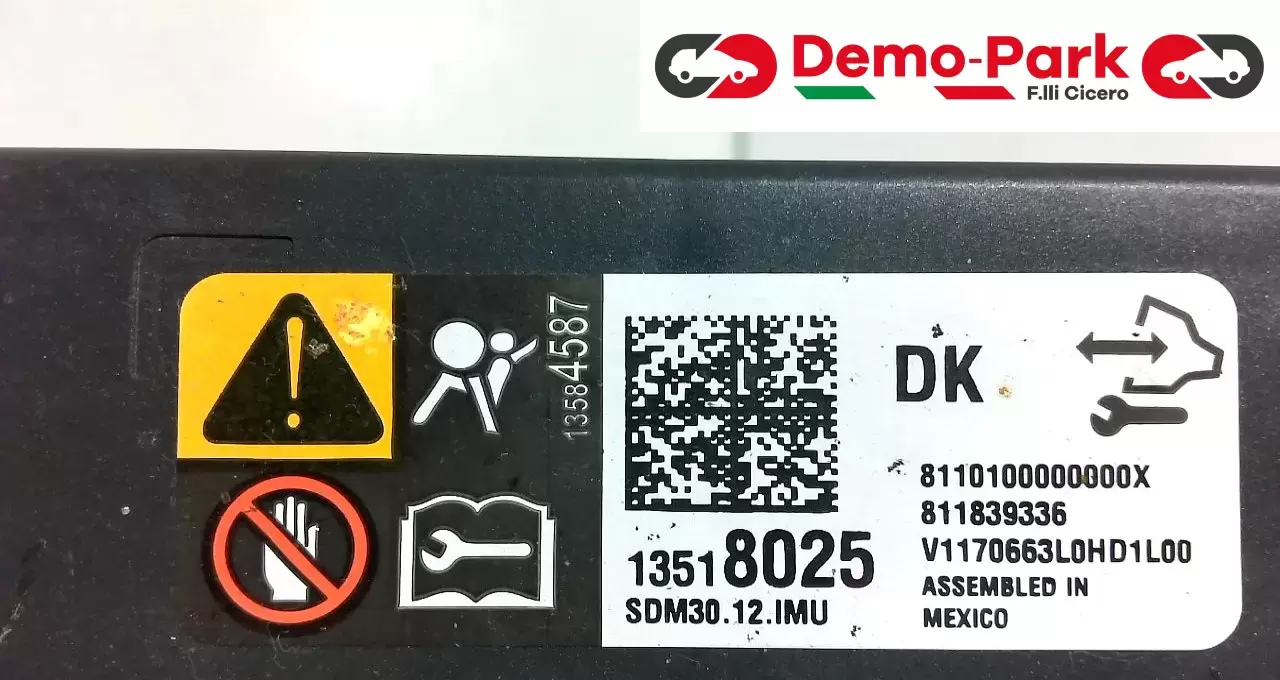 Demo-Park
F.lli Cicero
13584587
DK
8110100000000X
811839336
V1170663L0HD1L00
ASSEMBLED IN
MEXICO
13518025
SDM30.12.IMU